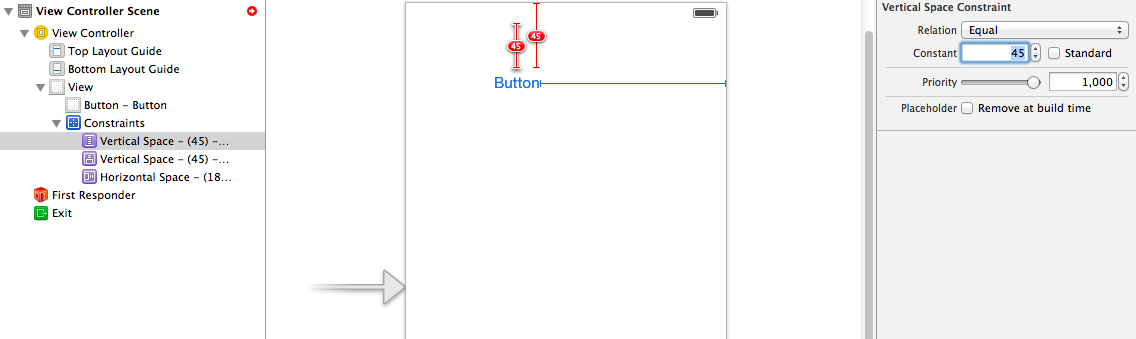 View Controller Scene
View Controller
Top Layout Guide
Bottom Layout Guide
View
Button – Button
Constraints
Vertical Space – (45) –...
Vertical Space – (45) –...
Horizontal Space – (18...
First Responder
Exit
45
45
Button
Vertical Space Constraint
Relation Equal
Constant 45 Standard
Priority 1,000
Placeholder Remove at build time